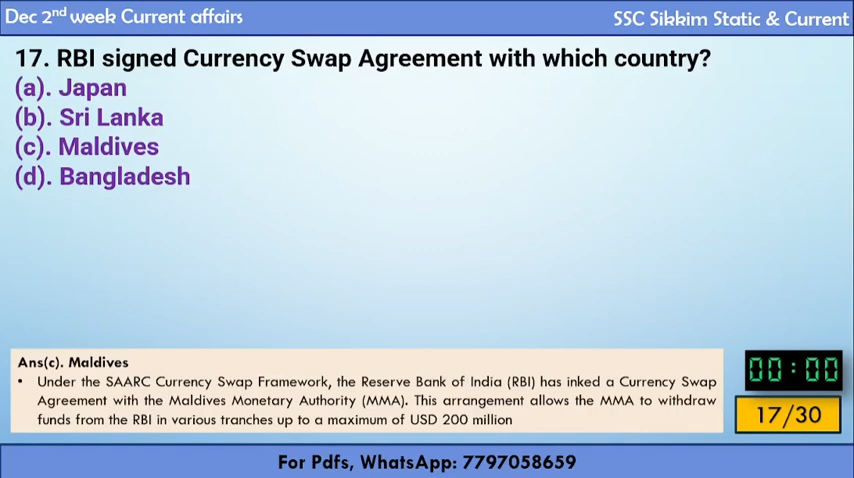 Dec 2nd week Current affairs
SSC Sikkim Static & Current
17. RBI signed Currency Swap Agreement with which country?
(a). Japan
(b). Sri Lanka
(c). Maldives
(d). Bangladesh
Ans(c). Maldives
• Under the SAARC Currency Swap Framework, the Reserve Bank of India (RBI) has inked a Currency Swap
Agreement with the Maldives Monetary Authority (MMA). This arrangement allows the MMA to withdraw
funds from the RBI in various tranches up to a maximum of USD 200 million
00:00
17/30
For Pdfs, WhatsApp: 7797058659